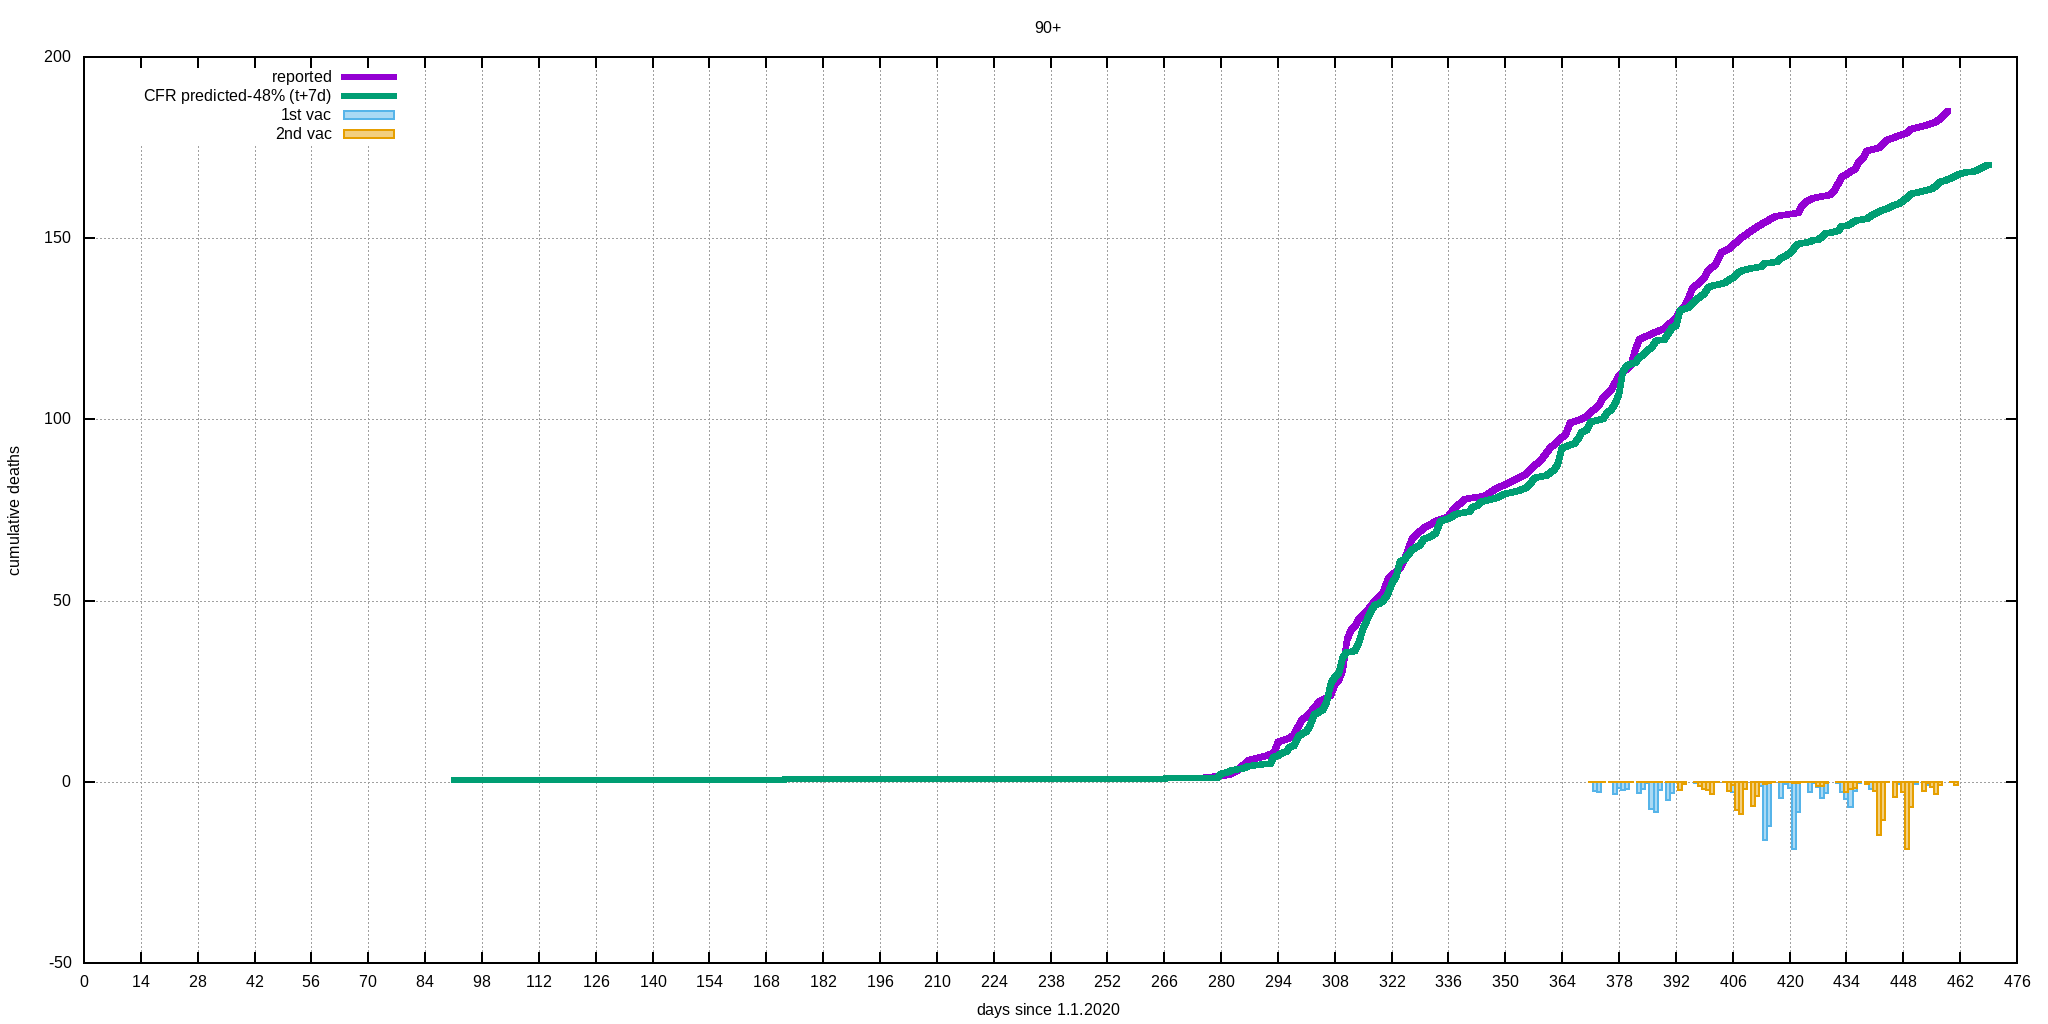 90+
200
150
100
50
0
-50
cumulative deaths
reported
CFR predicted-48% (t+7d)
1st vac
2nd vac
0 14 28 42 56 70 84 98 112 126 140 154 168 182 196 210 224 238 252 266 280 294 308 322 336 350 364 378 392 406 420 434 448 462 476
days since 1.1.2020